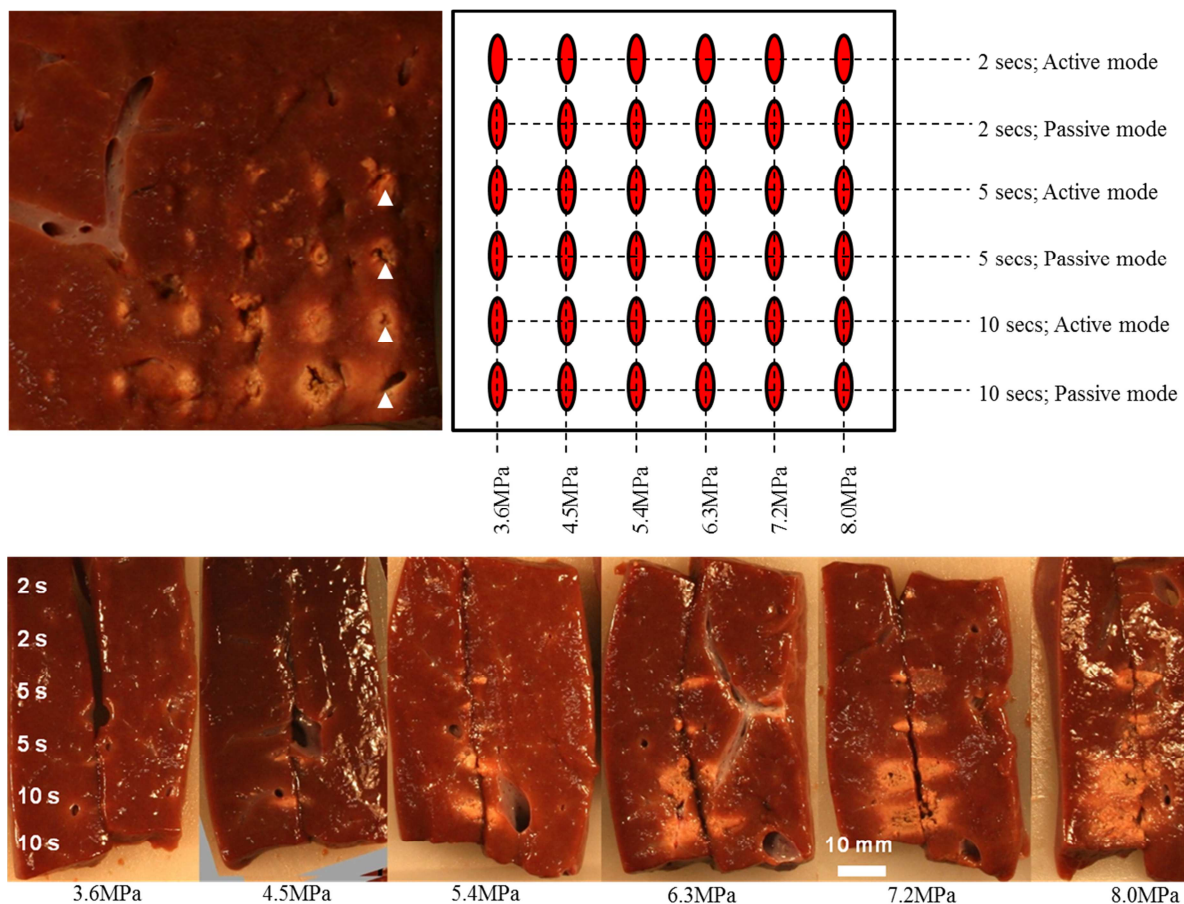 2 secs; Active mode
2 secs; Passive mode
5 secs; Active mode
5 secs; Passive mode
10 secs; Active mode
10 secs; Passive mode
3.6MPa
4.5MPa
5.4MPa
6.3MPa
7.2MPa
8.0MPa
2 s
2 s
5 s
5 s
10 s
10 s
10 mm
3.6MPa
4.5MPa
5.4MPa
6.3MPa
7.2MPa
8.0MPa